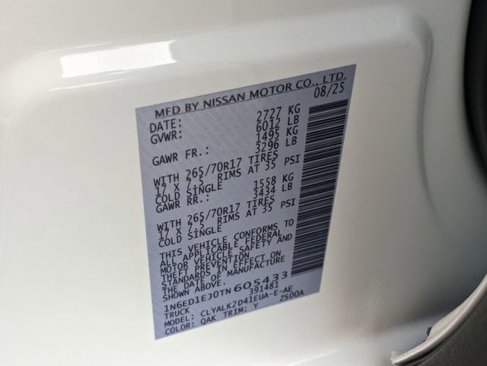 MFD BY NISSAN MOTOR CO., LTD.
DATE: 08/25
GVWR: 2727 KG
6012 LB
GAWR FR.: 1495 KG
3296 LB
WITH 265/70R17 TIRES
17 X 7.5 RIMS AT 35 PSI
COLD SINGLE
GAWR RR.: 1558 KG
3434 LB
WITH 265/70R17 TIRES
17 X 7.5 RIMS AT 35 PSI
COLD SINGLE
THIS VEHICLE CONFORMS TO
ALL APPLICABLE FEDERAL
MOTOR VEHICLE SAFETY AND
THEFT PREVENTION
STANDARDS IN EFFECT ON
THE DATE OF MANUFACTURE
SHOWN ABOVE.
1N6ED1EJ0TN605433
TRUCK 391481
MODEL: CLYALK2D41EUA-E-AE
COLOR: QAK TRIM: Y ZS00A